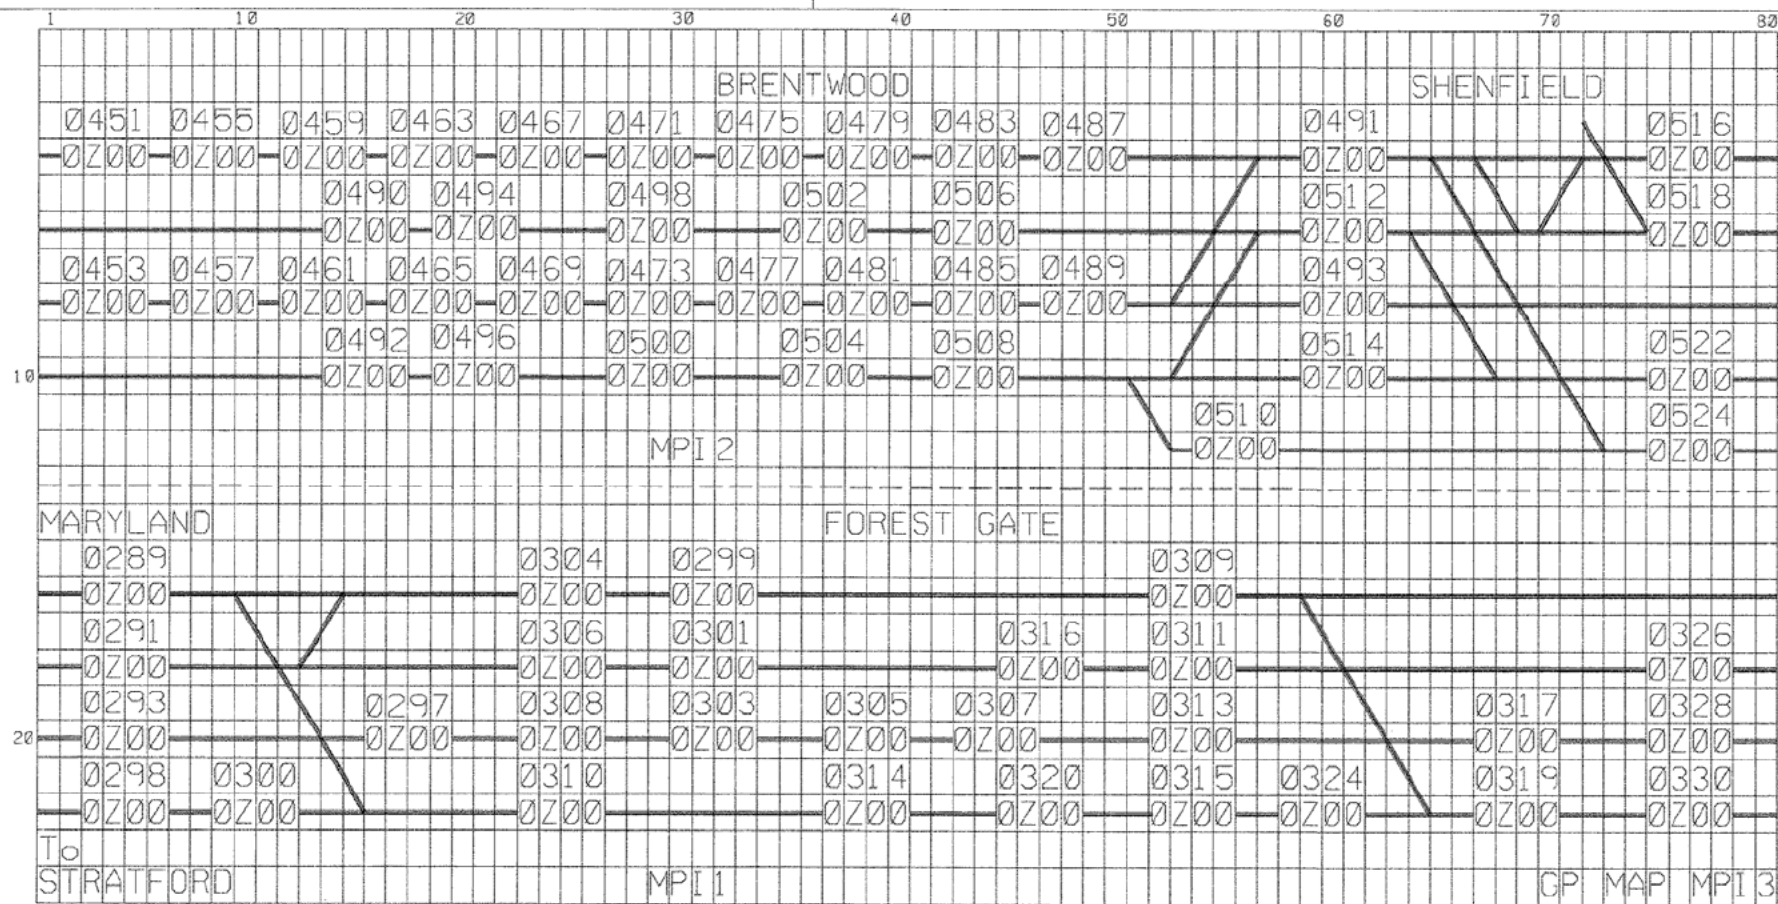 1 10 20 30 40 50 60 70 80
BRENTWOOD SHENFIELD
0451 0455 0459 0463 0467 0471 0475 0479 0483 0487 0491 0516
0Z00 0Z00 0Z00 0Z00 0Z00 0Z00 0Z00 0Z00 0Z00 0Z00 0Z00 0Z00
0490 0494 0498 0502 0506 0512 0518
0Z00 0Z00 0Z00 0Z00 0Z00 0Z00 0Z00
0453 0457 0461 0465 0469 0473 0477 0481 0485 0489 0493
0Z00 0Z00 0Z00 0Z00 0Z00 0Z00 0Z00 0Z00 0Z00 0Z00 0Z00
0492 0496 0500 0504 0508 0514 0522
10 0Z00 0Z00 0Z00 0Z00 0Z00 0Z00 0Z00
0510 0524
MPI2 0Z00 0Z00
MARYLAND FOREST GATE
0289 0304 0299 0309
0Z00 0Z00 0Z00 0Z00
0291 0306 0301 0316 0311 0326
0Z00 0Z00 0Z00 0Z00 0Z00 0Z00
0293 0297 0308 0303 0305 0307 0313 0317 0328
20 0Z00 0Z00 0Z00 0Z00 0Z00 0Z00 0Z00 0Z00 0Z00
0298 0300 0310 0314 0320 0315 0324 0319 0330
0Z00 0Z00 0Z00 0Z00 0Z00 0Z00 0Z00 0Z00 0Z00
To
STRATFORD MPI1 GP MAP MPI3